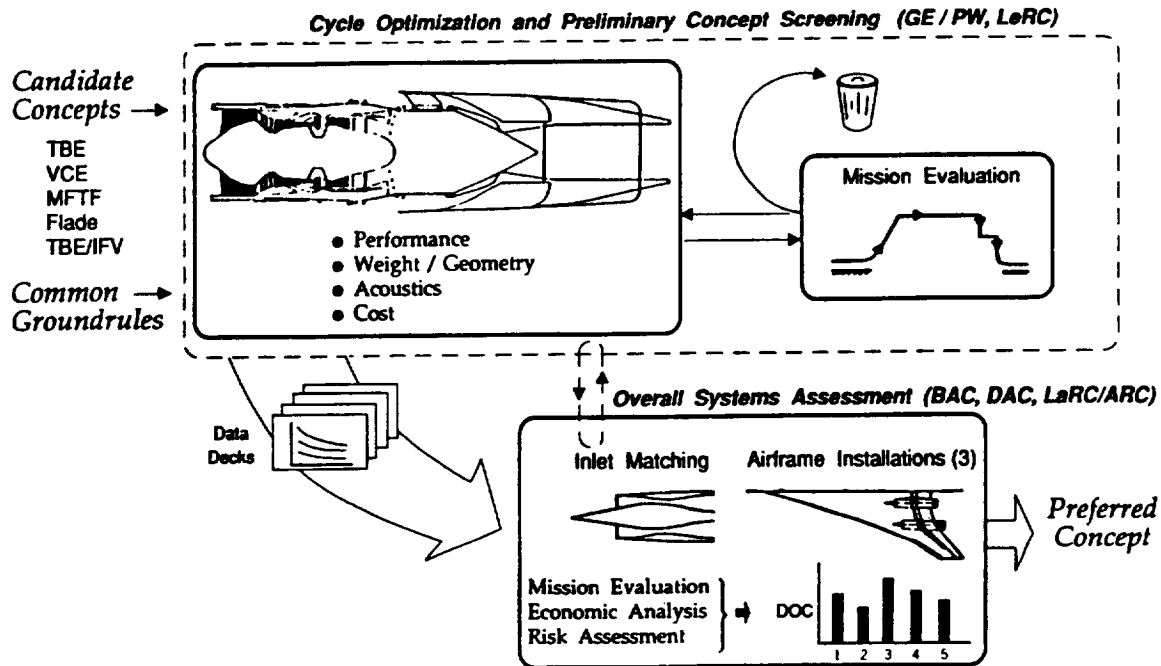 Cycle Optimization and Preliminary Concept Screening (GE / PW, LeRC)
Candidate
Concepts
TBE
VCE
MFTF
Flade
TBE/IFV
Common
Groundrules
● Performance
● Weight / Geometry
● Acoustics
● Cost
Mission Evaluation
Data
Decks
Overall Systems Assessment (BAC, DAC, LaRC/ARC)
Inlet Matching
Airframe Installations (3)
Mission Evaluation
Economic Analysis
Risk Assessment
DOC
1 2 3 4 5
Preferred
Concept